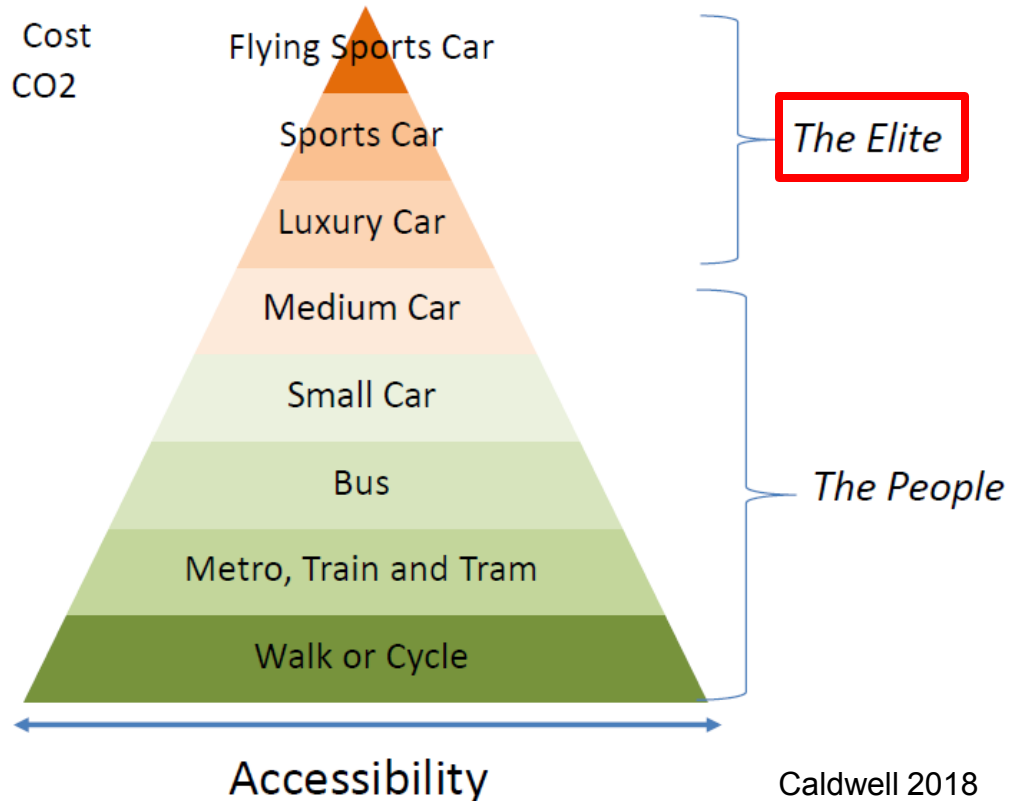 Cost
CO2
Flying Sports Car
Sports Car
Luxury Car
Medium Car
Small Car
Bus
Metro, Train and Tram
Walk or Cycle
The Elite
The People
Accessibility
Caldwell 2018